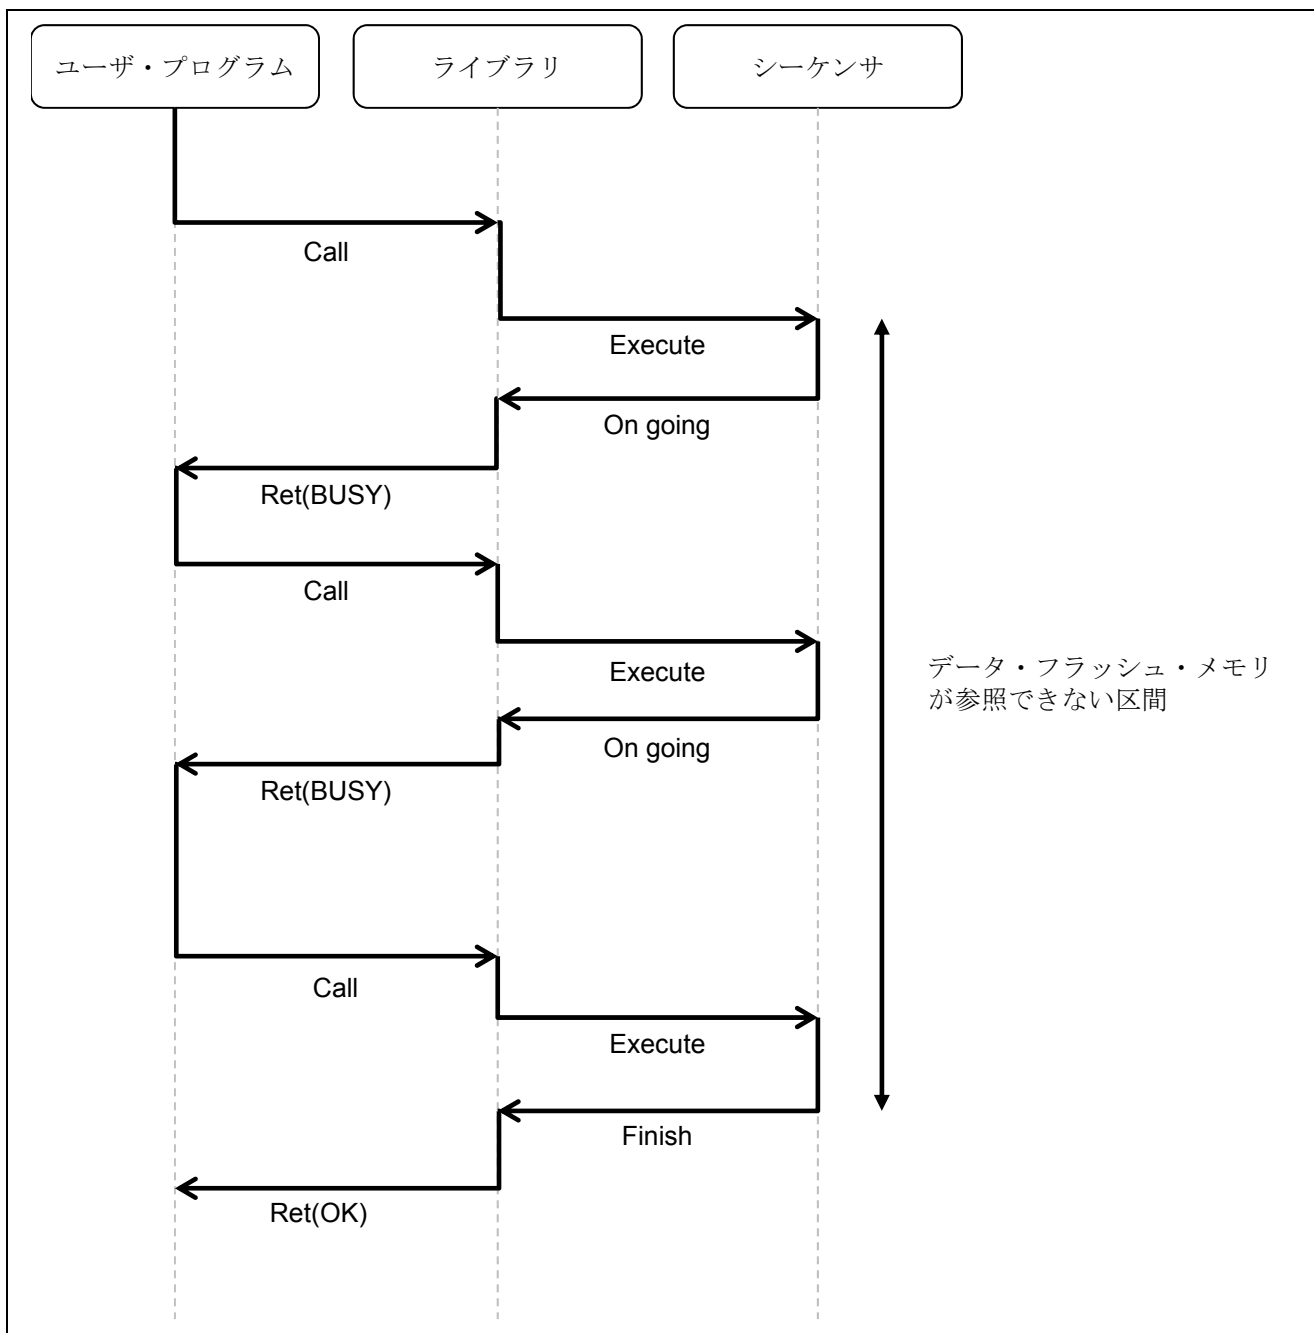 ユーザ・プログラム
ライブラリ
シーケンサ
Call
Execute
On going
Ret(BUSY)
Call
Execute
データ・フラッシュ・メモリ
が参照できない区間
On going
Ret(BUSY)
Call
Execute
Finish
Ret(OK)